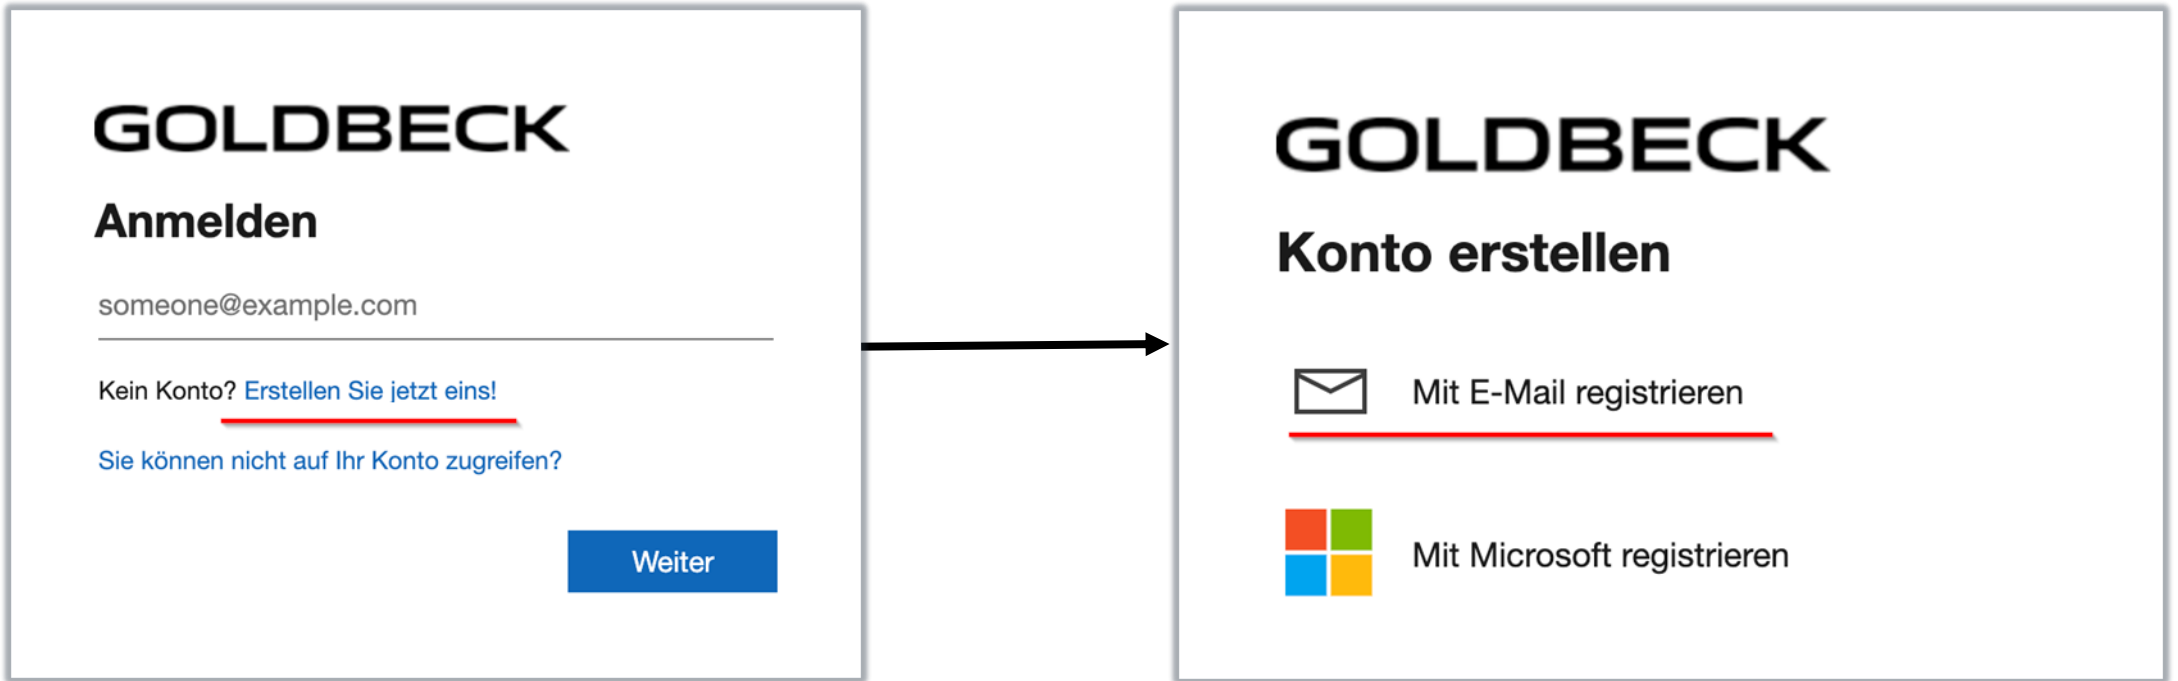 GOLDBECK
Anmelden
someone@example.com
Kein Konto? Erstellen Sie jetzt eins!
Sie können nicht auf Ihr Konto zugreifen?
Weiter
GOLDBECK
Konto erstellen
Mit E-Mail registrieren
Mit Microsoft registrieren